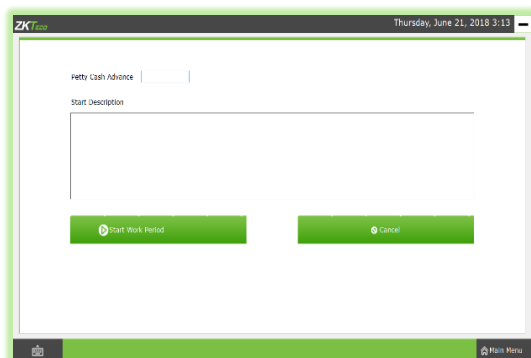 ZKTeco
Thursday, June 21, 2018 3:13
Petty Cash Advance
Start Description
Start Work Period
Cancel
Main Menu